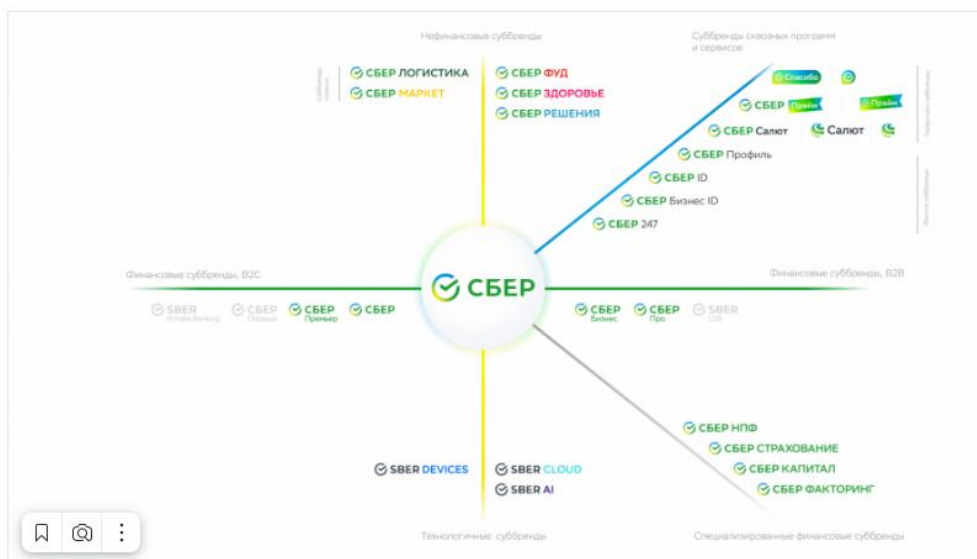 Нефинансовые суббренды
Суббренды сквозных программ
и сервисов
СБЕР ЛОГИСТИКА
СБЕР МАРКЕТ
СБЕР ФУД
СБЕР ЗДОРОВЬЕ
СБЕР РЕШЕНИЯ
Спасибо
СБЕР Прайм
Прайм
СБЕР Салют
Салют
СБЕР Профиль
СБЕР ID
СБЕР Бизнес ID
СБЕР 247
Финансовые суббренды, B2C
Финансовые суббренды, B2B
СБЕР
SBER
Private Banking
СБЕР
Первый
СБЕР
Премьер
СБЕР
СБЕР
Бизнес
СБЕР
Про
SBER
CIB
СБЕР НПФ
СБЕР СТРАХОВАНИЕ
СБЕР КАПИТАЛ
СБЕР ФАКТОРИНГ
SBER DEVICES
SBER CLOUD
SBER AI
Технологичные суббренды
Специализированные финансовые суббренды